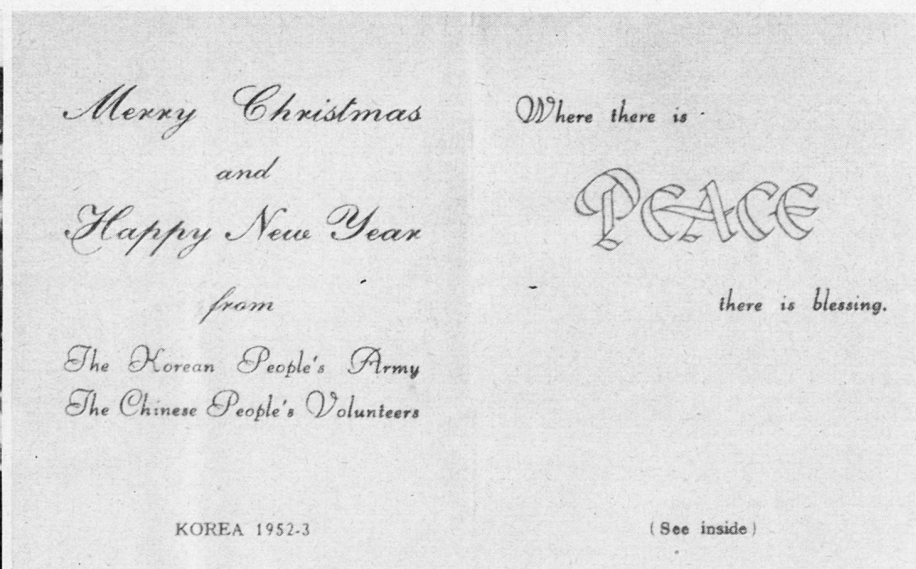 Merry Christmas
and
Happy New Year
from
The Korean People's Army
The Chinese People's Volunteers
KOREA 1952-3
Where there is
PEACE
there is blessing.
(See inside)